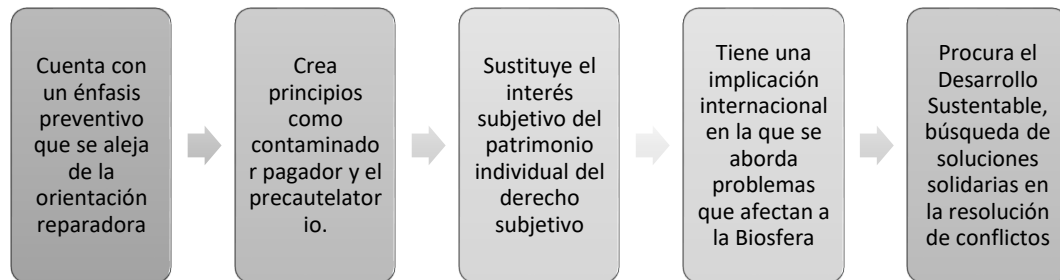 Cuenta con
un énfasis
preventivo
que se aleja
de la
orientación
reparadora
Crea
principios
como
contaminado
r pagador y el
precautelator
io.
Sustituye el
interés
subjetivo del
patrimonio
individual del
derecho
subjetivo
Tiene una
implicación
internacional
en la que se
aborda
problemas
que afectan a
la Biosfera
Procura el
Desarrollo
Sustentable,
búsqueda de
soluciones
solidarias en
la resolución
de conflictos